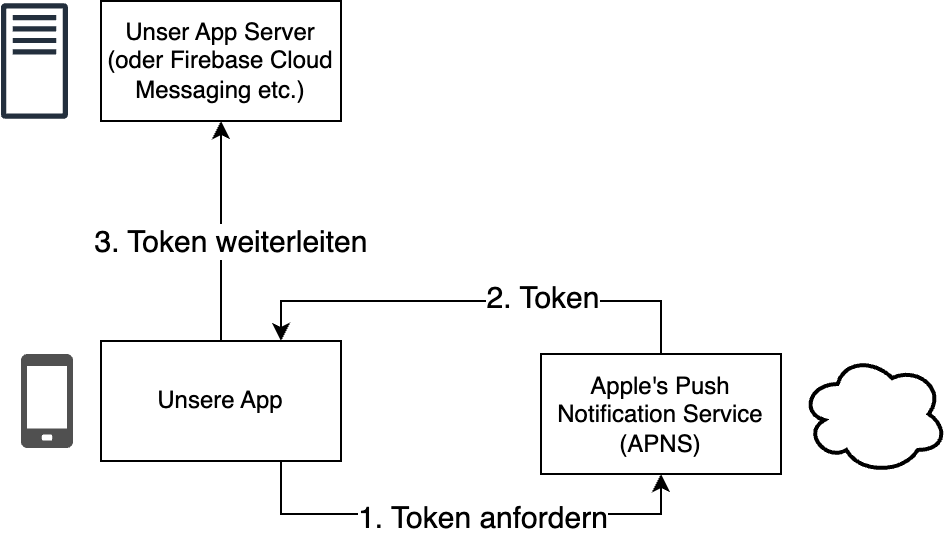 Unser App Server
(oder Firebase Cloud
Messaging etc.)
3. Token weiterleiten
2. Token
Unsere App
Apple's Push
Notification Service
(APNS)
1. Token anfordern